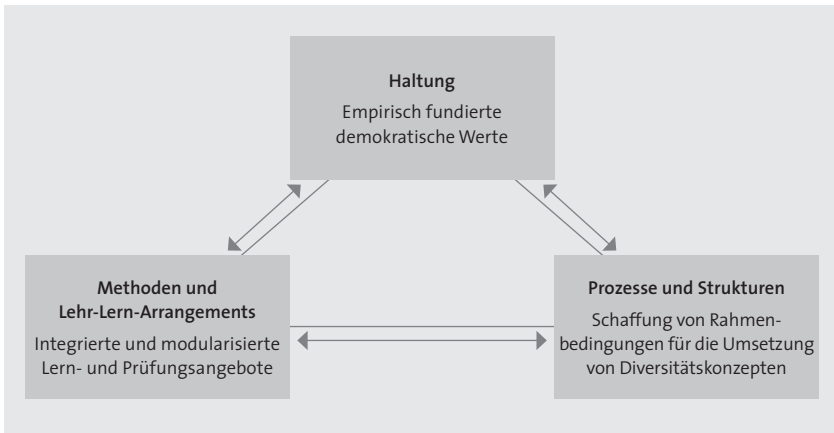 Haltung
Empirisch fundierte
demokratische Werte
Methoden und
Lehr-Lern-Arrangements
Integrierte und modularisierte
Lern- und Prüfungsangebote
Prozesse und Strukturen
Schaffung von Rahmen-
bedingungen für die Umsetzung
von Diversitätskonzepten